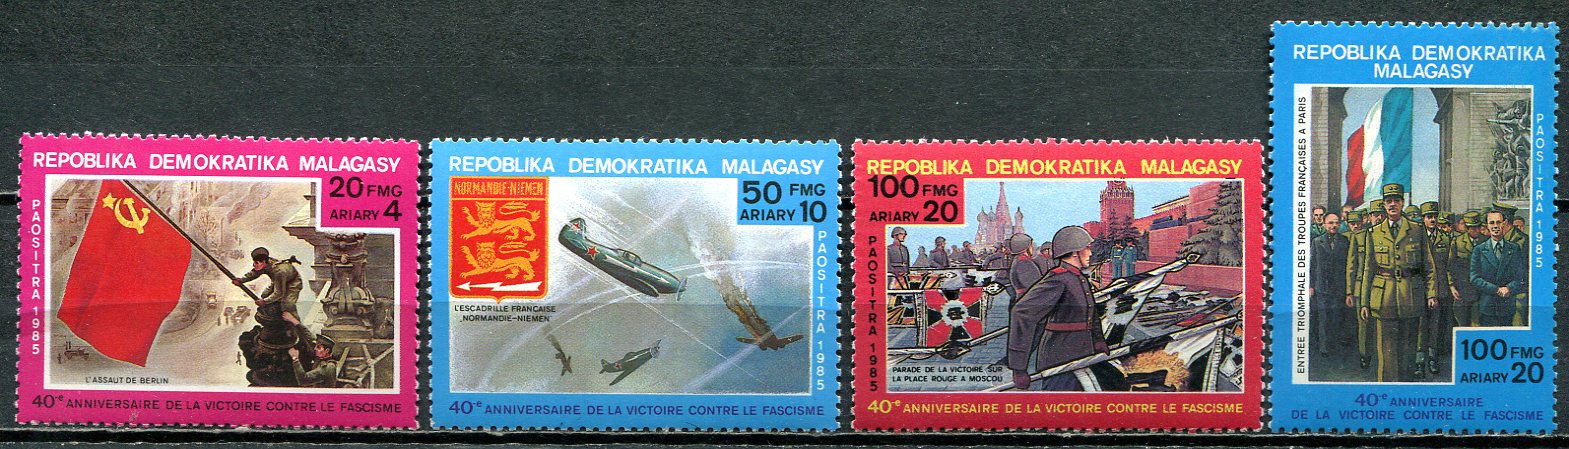 REPOBLIKA DEMOKRATIKA MALAGASY
20 FMG
ARIARY 4
PAOSITRA 1985
L'ASSAUT DE BERLIN
40e ANNIVERSAIRE DE LA VICTOIRE CONTRE LE FASCISME
REPOBLIKA DEMOKRATIKA MALAGASY
NORMANDIE-NIEMEN
50 FMG
ARIARY 10
L'ESCADRILLE FRANÇAISE
"NORMANDIE-NIEMEN"
PAOSITRA 1985
40e ANNIVERSAIRE DE LA VICTOIRE CONTRE LE FASCISME
REPOBLIKA DEMOKRATIKA MALAGASY
100 FMG
ARIARY 20
PAOSITRA 1985
PARADE DE LA VICTOIRE SUR
LA PLACE ROUGE A MOSCOU
40e ANNIVERSAIRE DE LA VICTOIRE CONTRE LE FASCISME
REPOBLIKA DEMOKRATIKA
MALAGASY
ENTREE TRIOMPHALE DES TROUPES FRANÇAISES A PARIS
PAOSITRA 1985
100 FMG
ARIARY 20
40e ANNIVERSAIRE
DE LA VICTOIRE CONTRE LE FASCISME